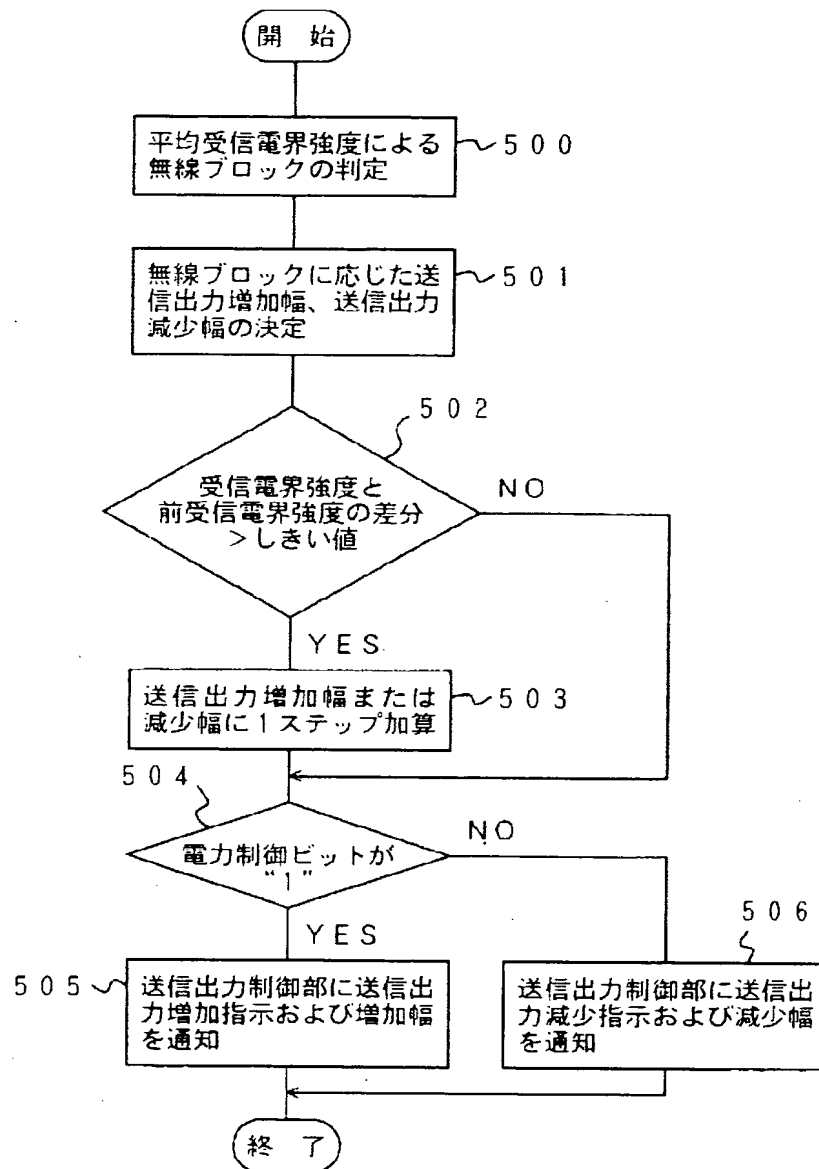 開 始
平均受信電界強度による
無線ブロックの判定
500
無線ブロックに応じた送
信出力増加幅、送信出力
減少幅の決定
501
502
受信電界強度と
前受信電界強度の差分
>しきい値
NO
YES
送信出力増加幅または
減少幅に1ステップ加算
503
504
電力制御ビットが
“1”
NO
YES
505
送信出力制御部に送信出
力増加指示および増加幅
を通知
506
送信出力制御部に送信出
力減少指示および減少幅
を通知
終 了